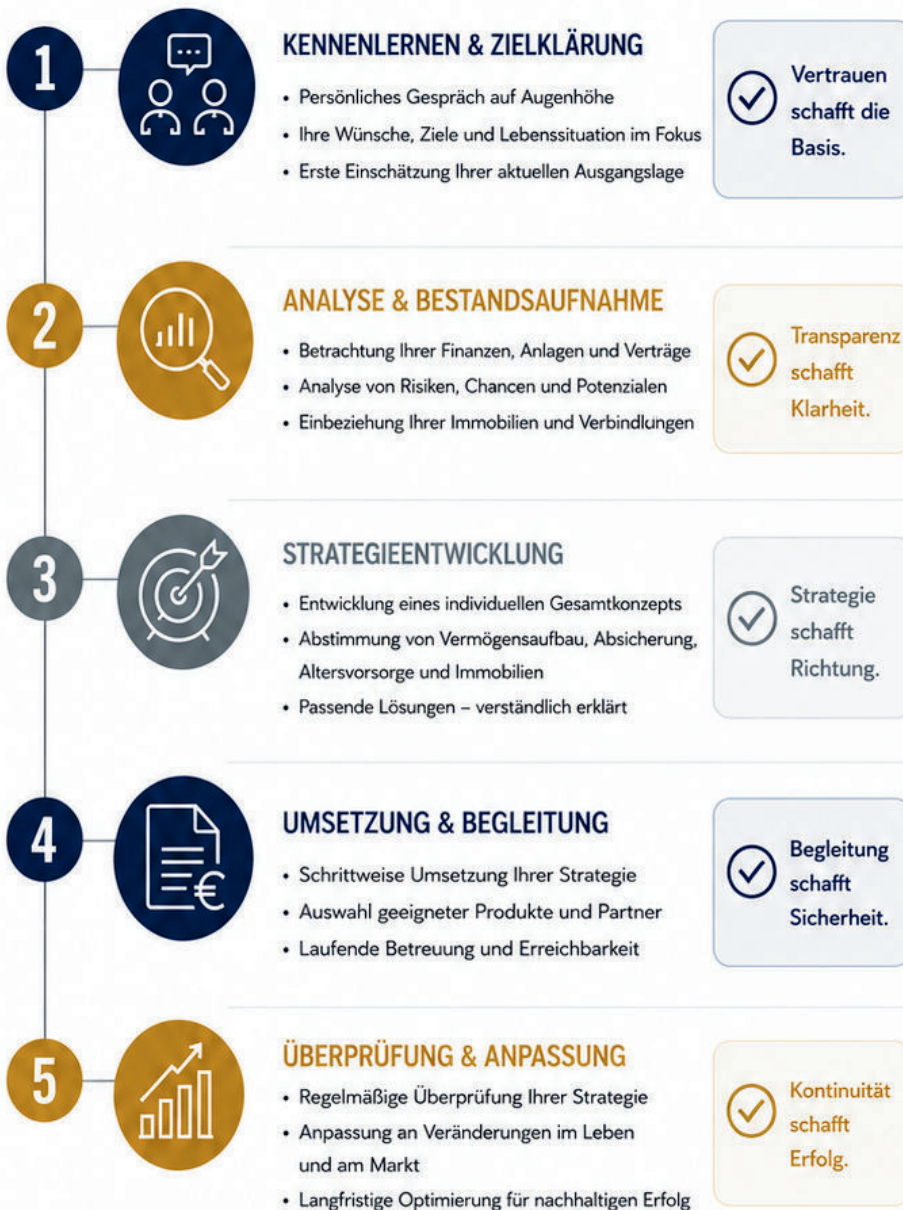 1
KENNENLERNEN & ZIELKLÄRUNG
• Persönliches Gespräch auf Augenhöhe
• Ihre Wünsche, Ziele und Lebenssituation im Fokus
• Erste Einschätzung Ihrer aktuellen Ausgangslage
Vertrauen
schafft die
Basis.
2
ANALYSE & BESTANDSAUFNAHME
• Betrachtung Ihrer Finanzen, Anlagen und Verträge
• Analyse von Risiken, Chancen und Potenzialen
• Einbeziehung Ihrer Immobilien und Verbindlungen
Transparenz
schafft
Klarheit.
3
STRATEGIEENTWICKLUNG
• Entwicklung eines individuellen Gesamtkonzepts
• Abstimmung von Vermögensaufbau, Absicherung,
Altersvorsorge und Immobilien
• Passende Lösungen – verständlich erklärt
Strategie
schafft
Richtung.
4
UMSETZUNG & BEGLEITUNG
• Schrittweise Umsetzung Ihrer Strategie
• Auswahl geeigneter Produkte und Partner
• Laufende Betreuung und Erreichbarkeit
€
Begleitung
schafft
Sicherheit.
5
ÜBERPRÜFUNG & ANPASSUNG
• Regelmäßige Überprüfung Ihrer Strategie
• Anpassung an Veränderungen im Leben
und am Markt
• Langfristige Optimierung für nachhaltigen Erfolg
Kontinuität
schafft
Erfolg.